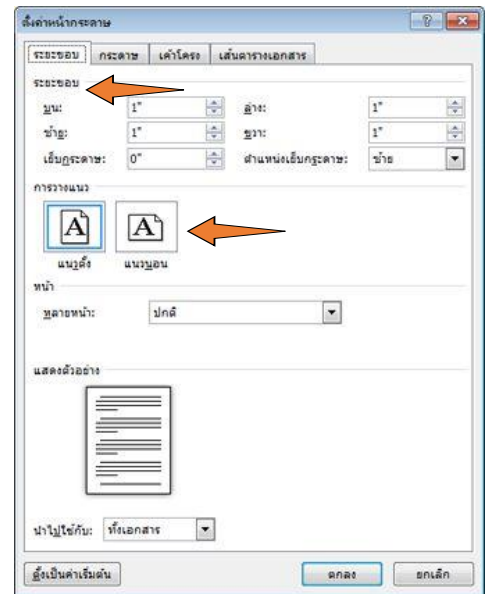 ตั้งค่าหน้ากระดาษ
ระยะขอบ กระดาษ เค้าโครง เส้นตารางเอกสาร
ระยะขอบ
บน: 1" ล่าง: 1"
ซ้าย: 1" ขวา: 1"
เย็บกระดาษ: 0" ตำแหน่งเย็บกระดาษ: ซ้าย
การวางแนว
A A
แนวตั้ง แนวนอน
หน้า
หลายหน้า: ปกติ
แสดงตัวอย่าง
นำไปใช้กับ: ทั้งเอกสาร
ตั้งเป็นค่าเริ่มต้น ตกลง ยกเลิก